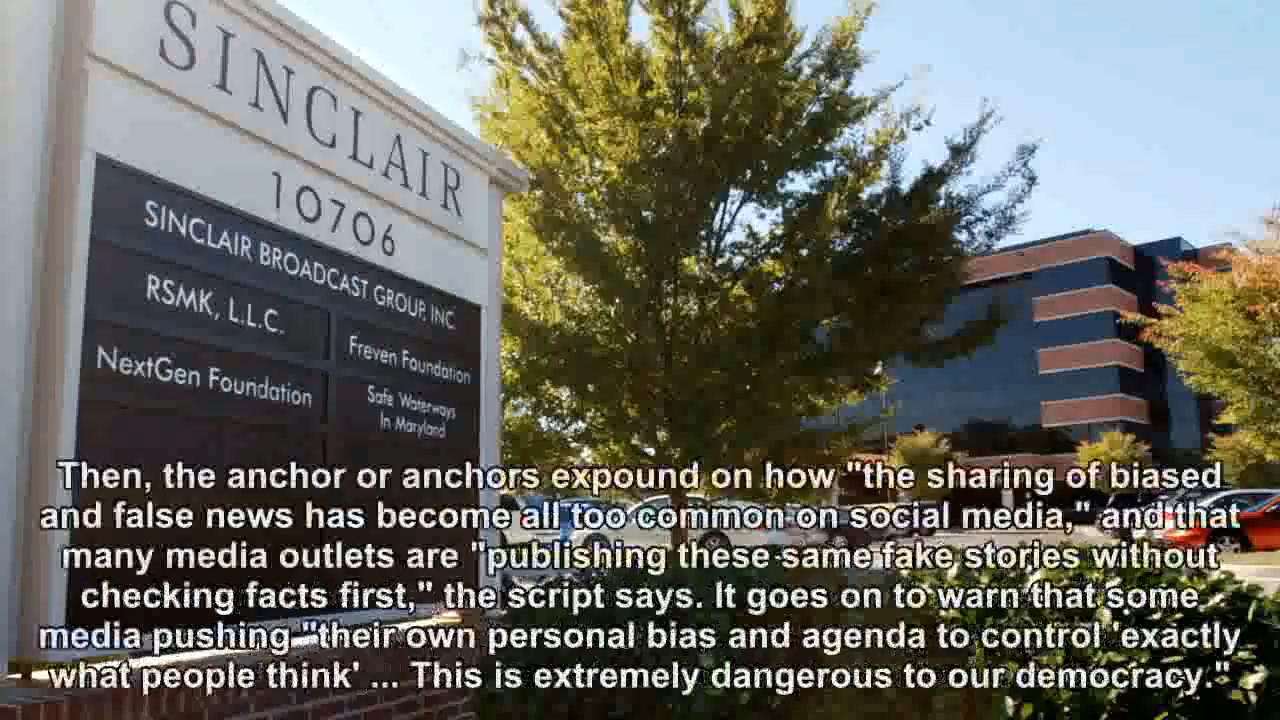 SINCLAIR
10706
SINCLAIR BROADCAST GROUP, INC.
RSMK, L.L.C.
Freven Foundation
NextGen Foundation
Safe Waterways
In Maryland
Then, the anchor or anchors expound on how "the sharing of biased
and false news has become all too common on social media," and that
many media outlets are "publishing these same fake stories without
checking facts first," the script says. It goes on to warn that some
media pushing "their own personal bias and agenda to control 'exactly
what people think' ... This is extremely dangerous to our democracy."